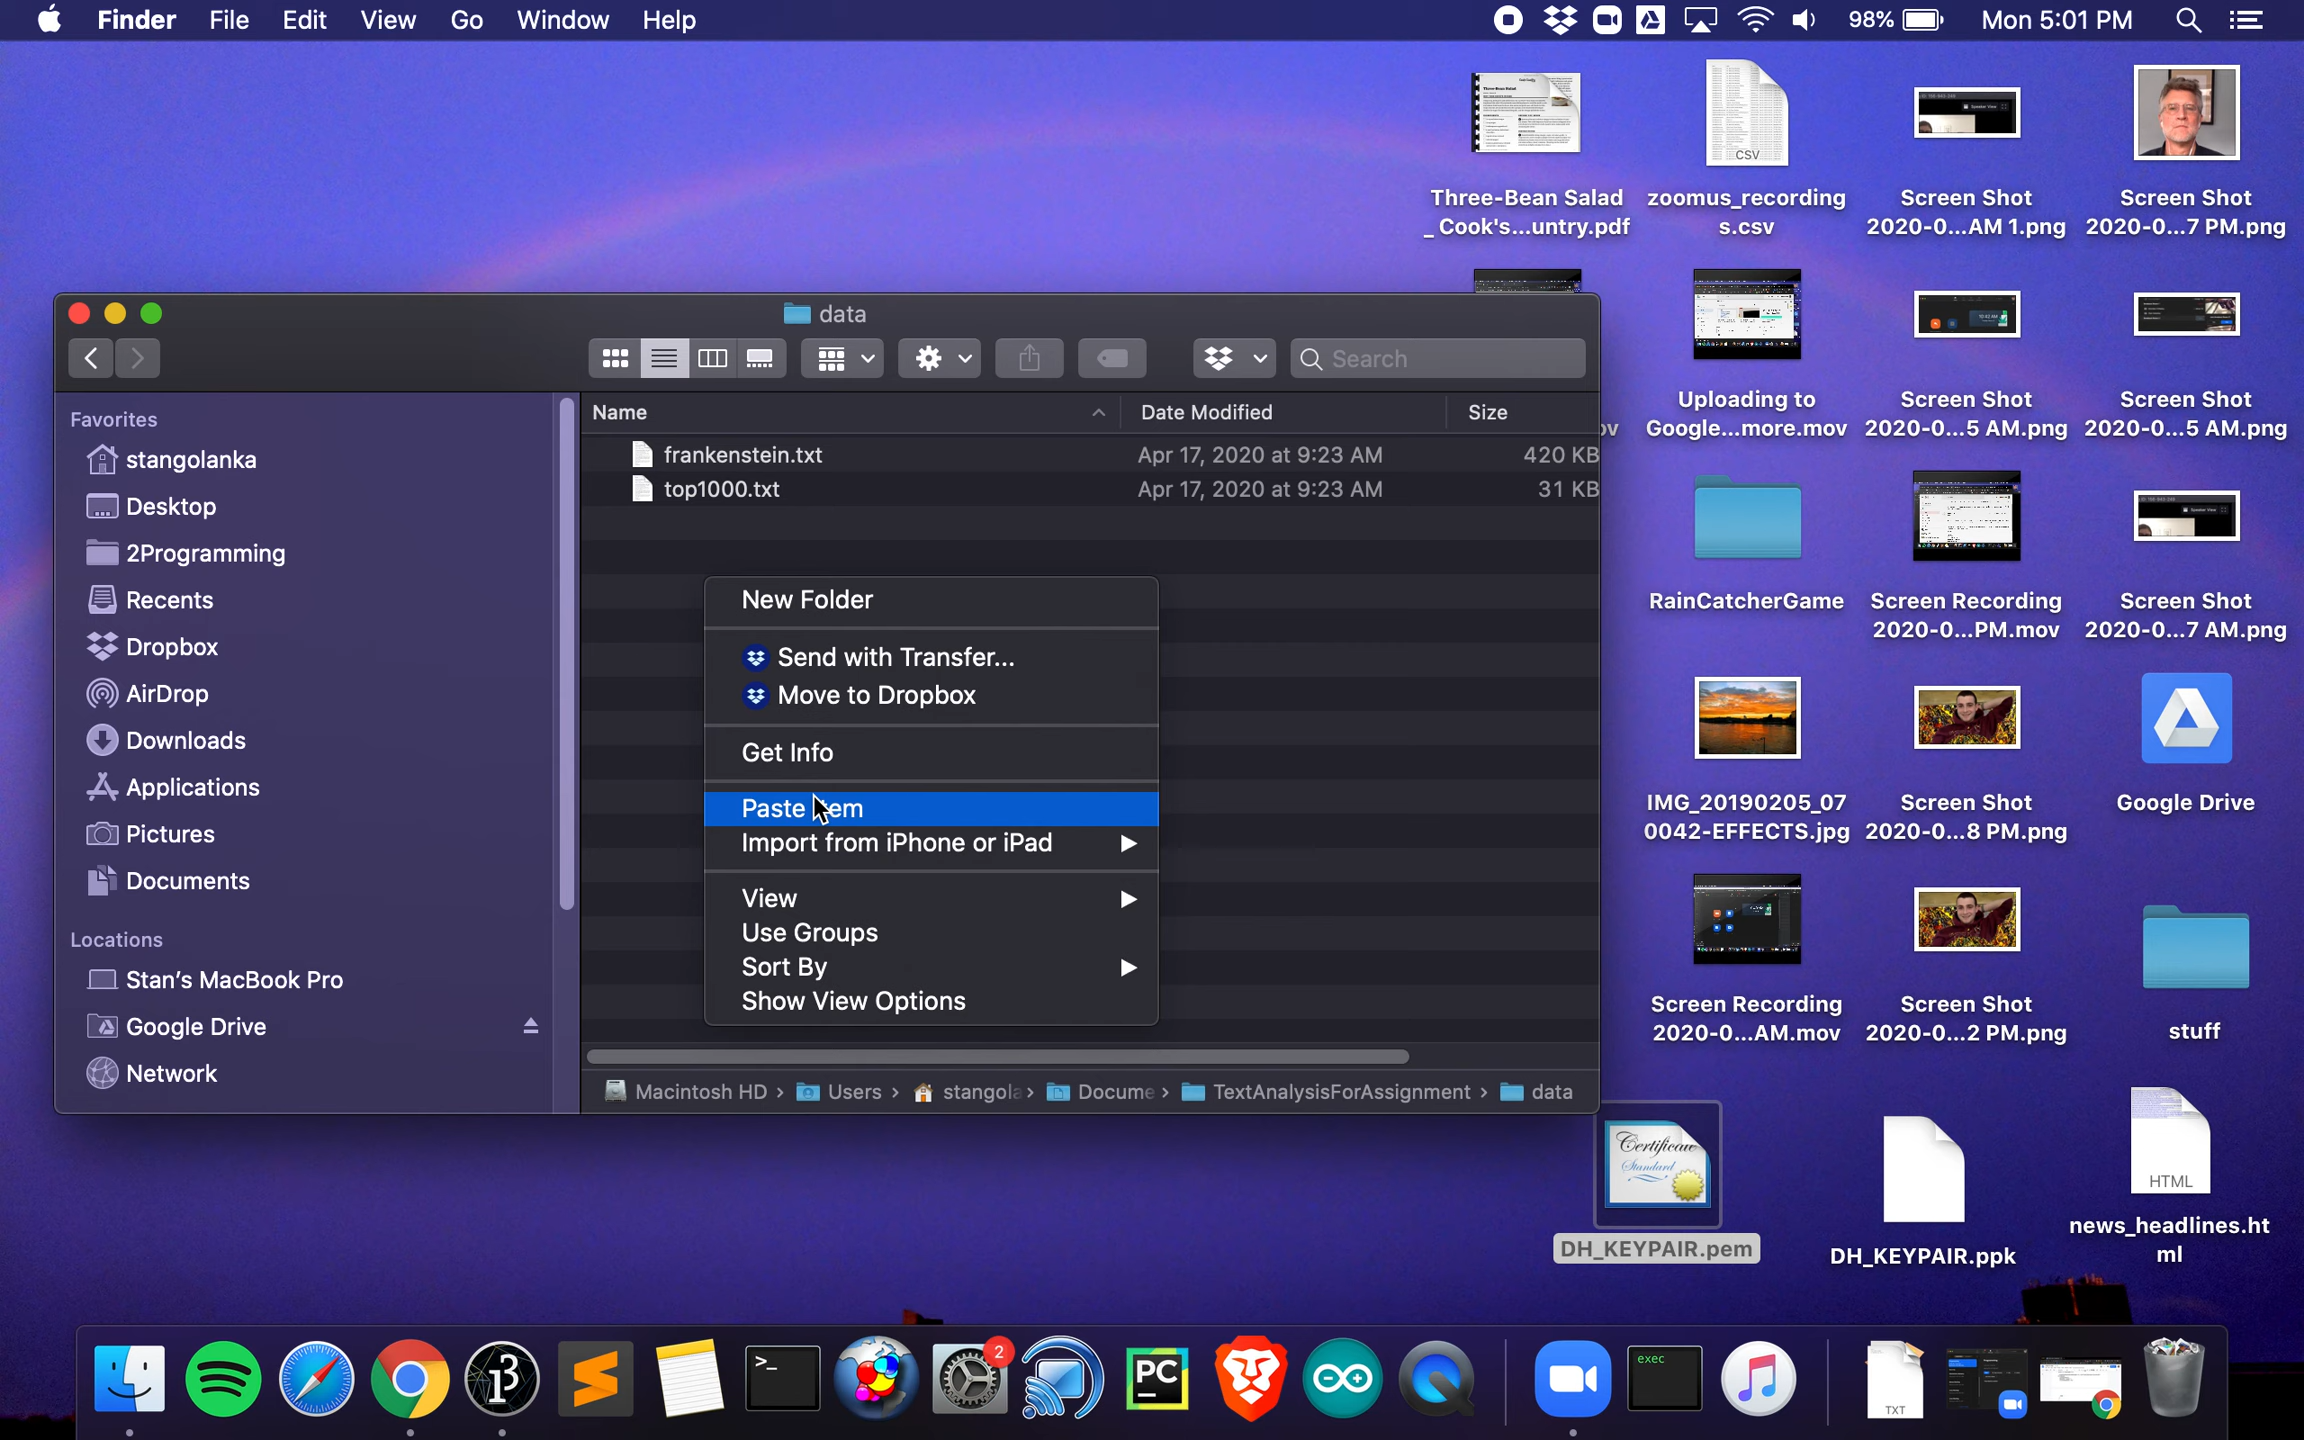 Finder File Edit View Go Window Help 98% Mon 5:01 PM
Three-Bean Salad
_ Cook's...untry.pdf
CSV
zoomus_recording
s.csv
Screen Shot
2020-0...AM 1.png
Screen Shot
2020-0...7 PM.png
Uploading to
Google...more.mov
Screen Shot
2020-0...5 AM.png
Screen Shot
2020-0...5 AM.png
RainCatcherGame
Screen Recording
2020-0...PM.mov
Screen Shot
2020-0...7 AM.png
IMG_20190205_07
0042-EFFECTS.jpg
Screen Shot
2020-0...8 PM.png
Google Drive
Screen Recording
2020-0...AM.mov
Screen Shot
2020-0...2 PM.png
stuff
Certificate
Standard
DH_KEYPAIR.pem
DH_KEYPAIR.ppk
HTML
news_headlines.ht
ml
data
Search
Favorites
stangolanka
Desktop
2Programming
Recents
Dropbox
AirDrop
Downloads
Applications
Pictures
Documents
Locations
Stan's MacBook Pro
Google Drive
Network
Name Date Modified Size
frankenstein.txt Apr 17, 2020 at 9:23 AM 420 KB
top1000.txt Apr 17, 2020 at 9:23 AM 31 KB
New Folder
Send with Transfer...
Move to Dropbox
Get Info
Paste Item
Import from iPhone or iPad
View
Use Groups
Sort By
Show View Options
Macintosh HD › Users › stangola› Docume› TextAnalysisForAssignment › data
2
PC
exec
TXT